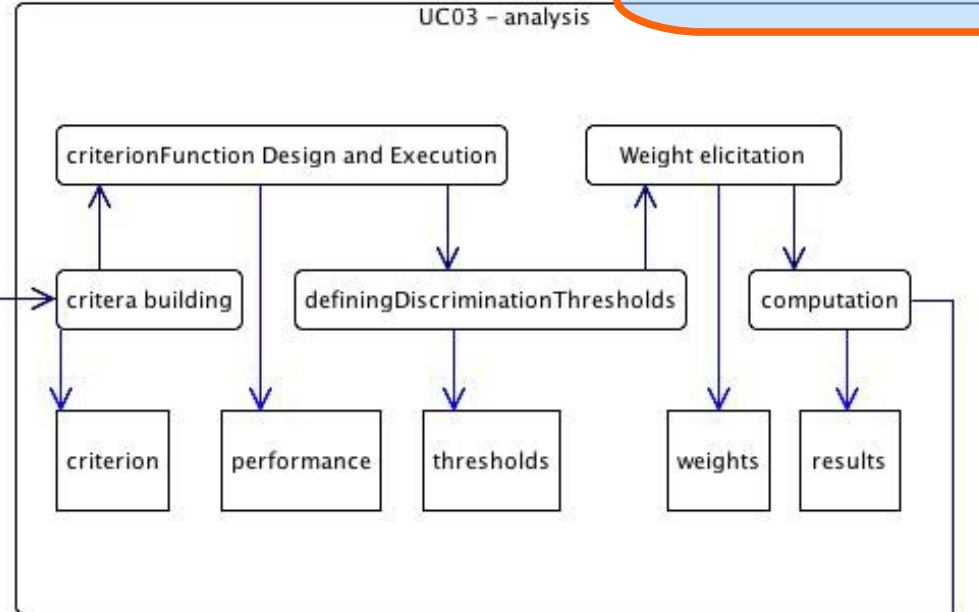 UC03 – analysis
criterionFunction Design and Execution
Weight elicitation
critera building
definingDiscriminationThresholds
computation
criterion
performance
thresholds
weights
results